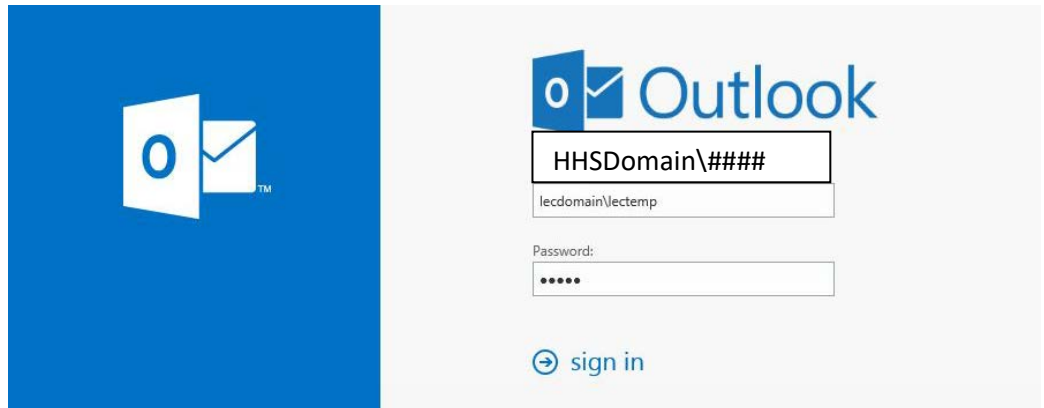 Outlook
HHSDomain\####
lecdomain\lectemp
Password:
•••••
sign in
O
TM